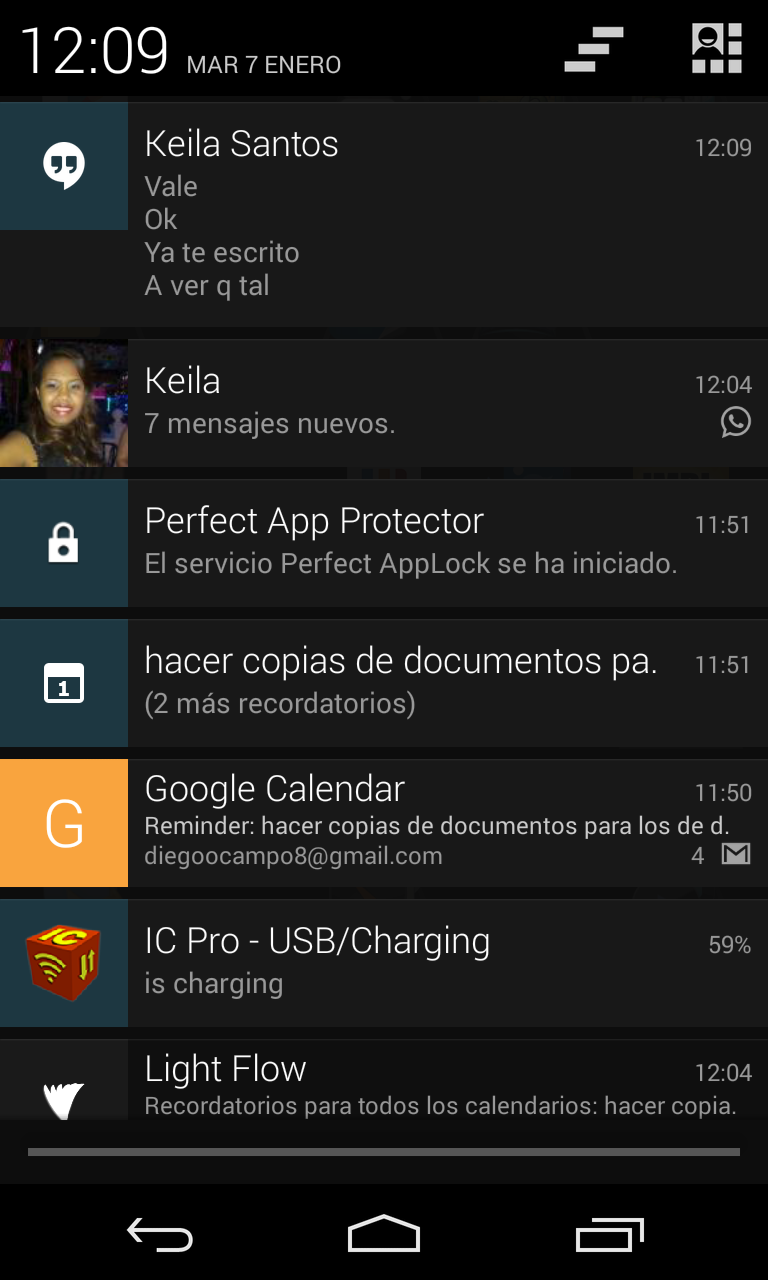 12:09 MAR 7 ENERO
Keila Santos 12:09
Vale
Ok
Ya te escrito
A ver q tal
Keila 12:04
7 mensajes nuevos.
Perfect App Protector 11:51
El servicio Perfect AppLock se ha iniciado.
hacer copias de documentos pa. 11:51
1
(2 más recordatorios)
Google Calendar 11:50
G
Reminder: hacer copias de documentos para los de d.
diegoocampo8@gmail.com 4
IC
IC Pro - USB/Charging 59%
is charging
Light Flow 12:04
Recordatorios para todos los calendarios: hacer copia.